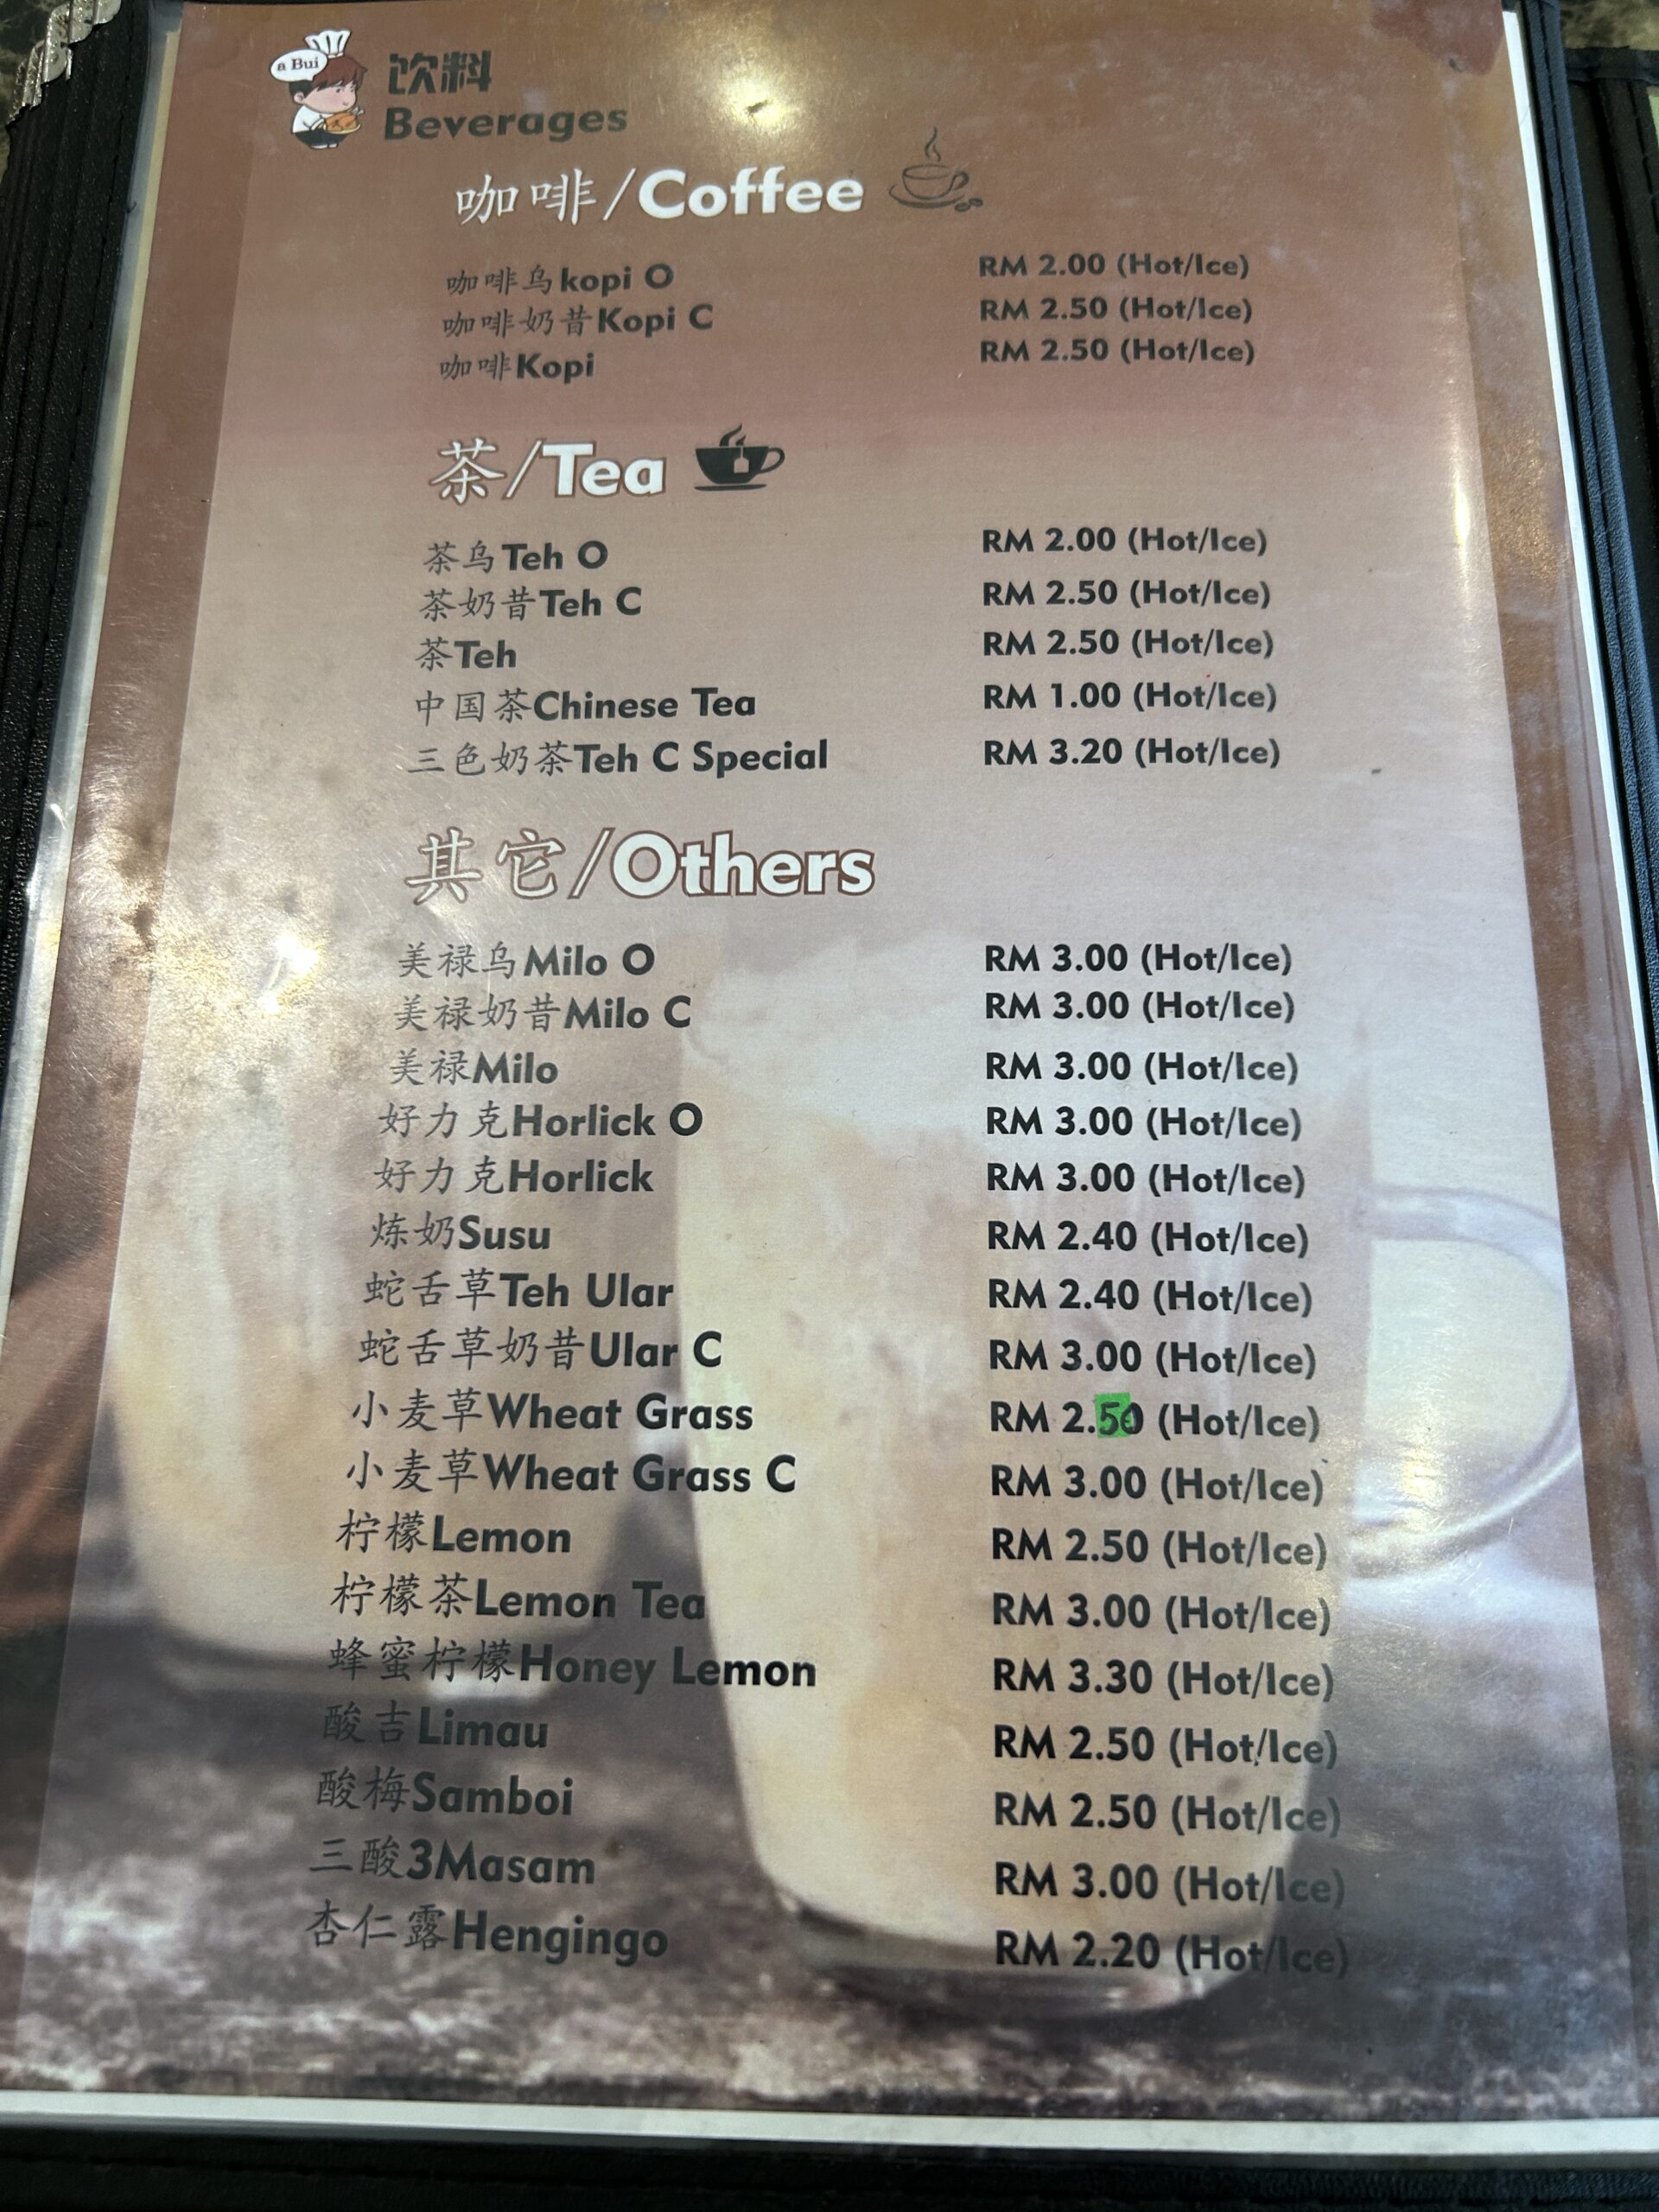 a Bui
饮料
Beverages
咖啡/Coffee
咖啡乌kopi O RM 2.00 (Hot/Ice)
咖啡奶昔Kopi C RM 2.50 (Hot/Ice)
咖啡Kopi RM 2.50 (Hot/Ice)
茶/Tea
茶乌Teh O RM 2.00 (Hot/Ice)
茶奶昔Teh C RM 2.50 (Hot/Ice)
茶Teh RM 2.50 (Hot/Ice)
中国茶Chinese Tea RM 1.00 (Hot/Ice)
三色奶茶Teh C Special RM 3.20 (Hot/Ice)
其它/Others
美禄乌Milo O RM 3.00 (Hot/Ice)
美禄奶昔Milo C RM 3.00 (Hot/Ice)
美禄Milo RM 3.00 (Hot/Ice)
好力克Horlick O RM 3.00 (Hot/Ice)
好力克Horlick RM 3.00 (Hot/Ice)
炼奶Susu RM 2.40 (Hot/Ice)
蛇舌草Teh Ular RM 2.40 (Hot/Ice)
蛇舌草奶昔Ular C RM 3.00 (Hot/Ice)
小麦草Wheat Grass RM 2.50 (Hot/Ice)
小麦草Wheat Grass C RM 3.00 (Hot/Ice)
柠檬Lemon RM 2.50 (Hot/Ice)
柠檬茶Lemon Tea RM 3.00 (Hot/Ice)
蜂蜜柠檬Honey Lemon RM 3.30 (Hot/Ice)
酸吉Limau RM 2.50 (Hot/Ice)
酸梅Samboi RM 2.50 (Hot/Ice)
三酸3Masam RM 3.00 (Hot/Ice)
杏仁露Hengingo RM 2.20 (Hot/Ice)